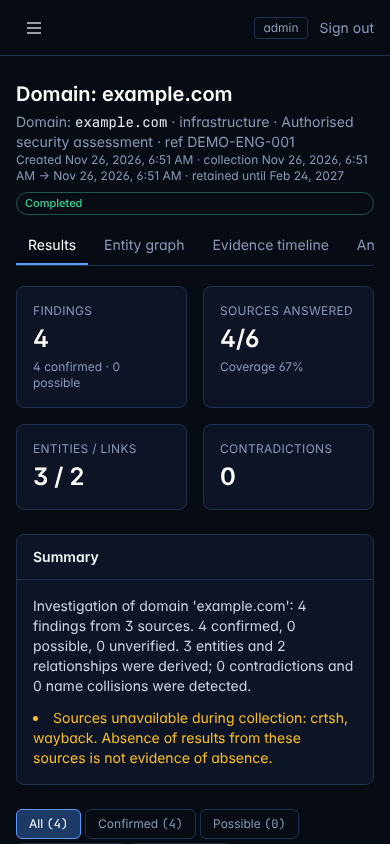 admin Sign out
Domain: example.com
Domain: example.com · infrastructure · Authorised
security assessment · ref DEMO-ENG-001
Created Nov 26, 2026, 6:51 AM · collection Nov 26, 2026, 6:51
AM → Nov 26, 2026, 6:51 AM · retained until Feb 24, 2027
Completed
Results Entity graph Evidence timeline An
FINDINGS
4
4 confirmed · 0
possible
SOURCES ANSWERED
4/6
Coverage 67%
ENTITIES / LINKS
3 / 2
CONTRADICTIONS
0
Summary
Investigation of domain 'example.com': 4
findings from 3 sources. 4 confirmed, 0
possible, 0 unverified. 3 entities and 2
relationships were derived; 0 contradictions and
0 name collisions were detected.
• Sources unavailable during collection: crtsh,
wayback. Absence of results from these
sources is not evidence of absence.
All (4) Confirmed (4) Possible (0)